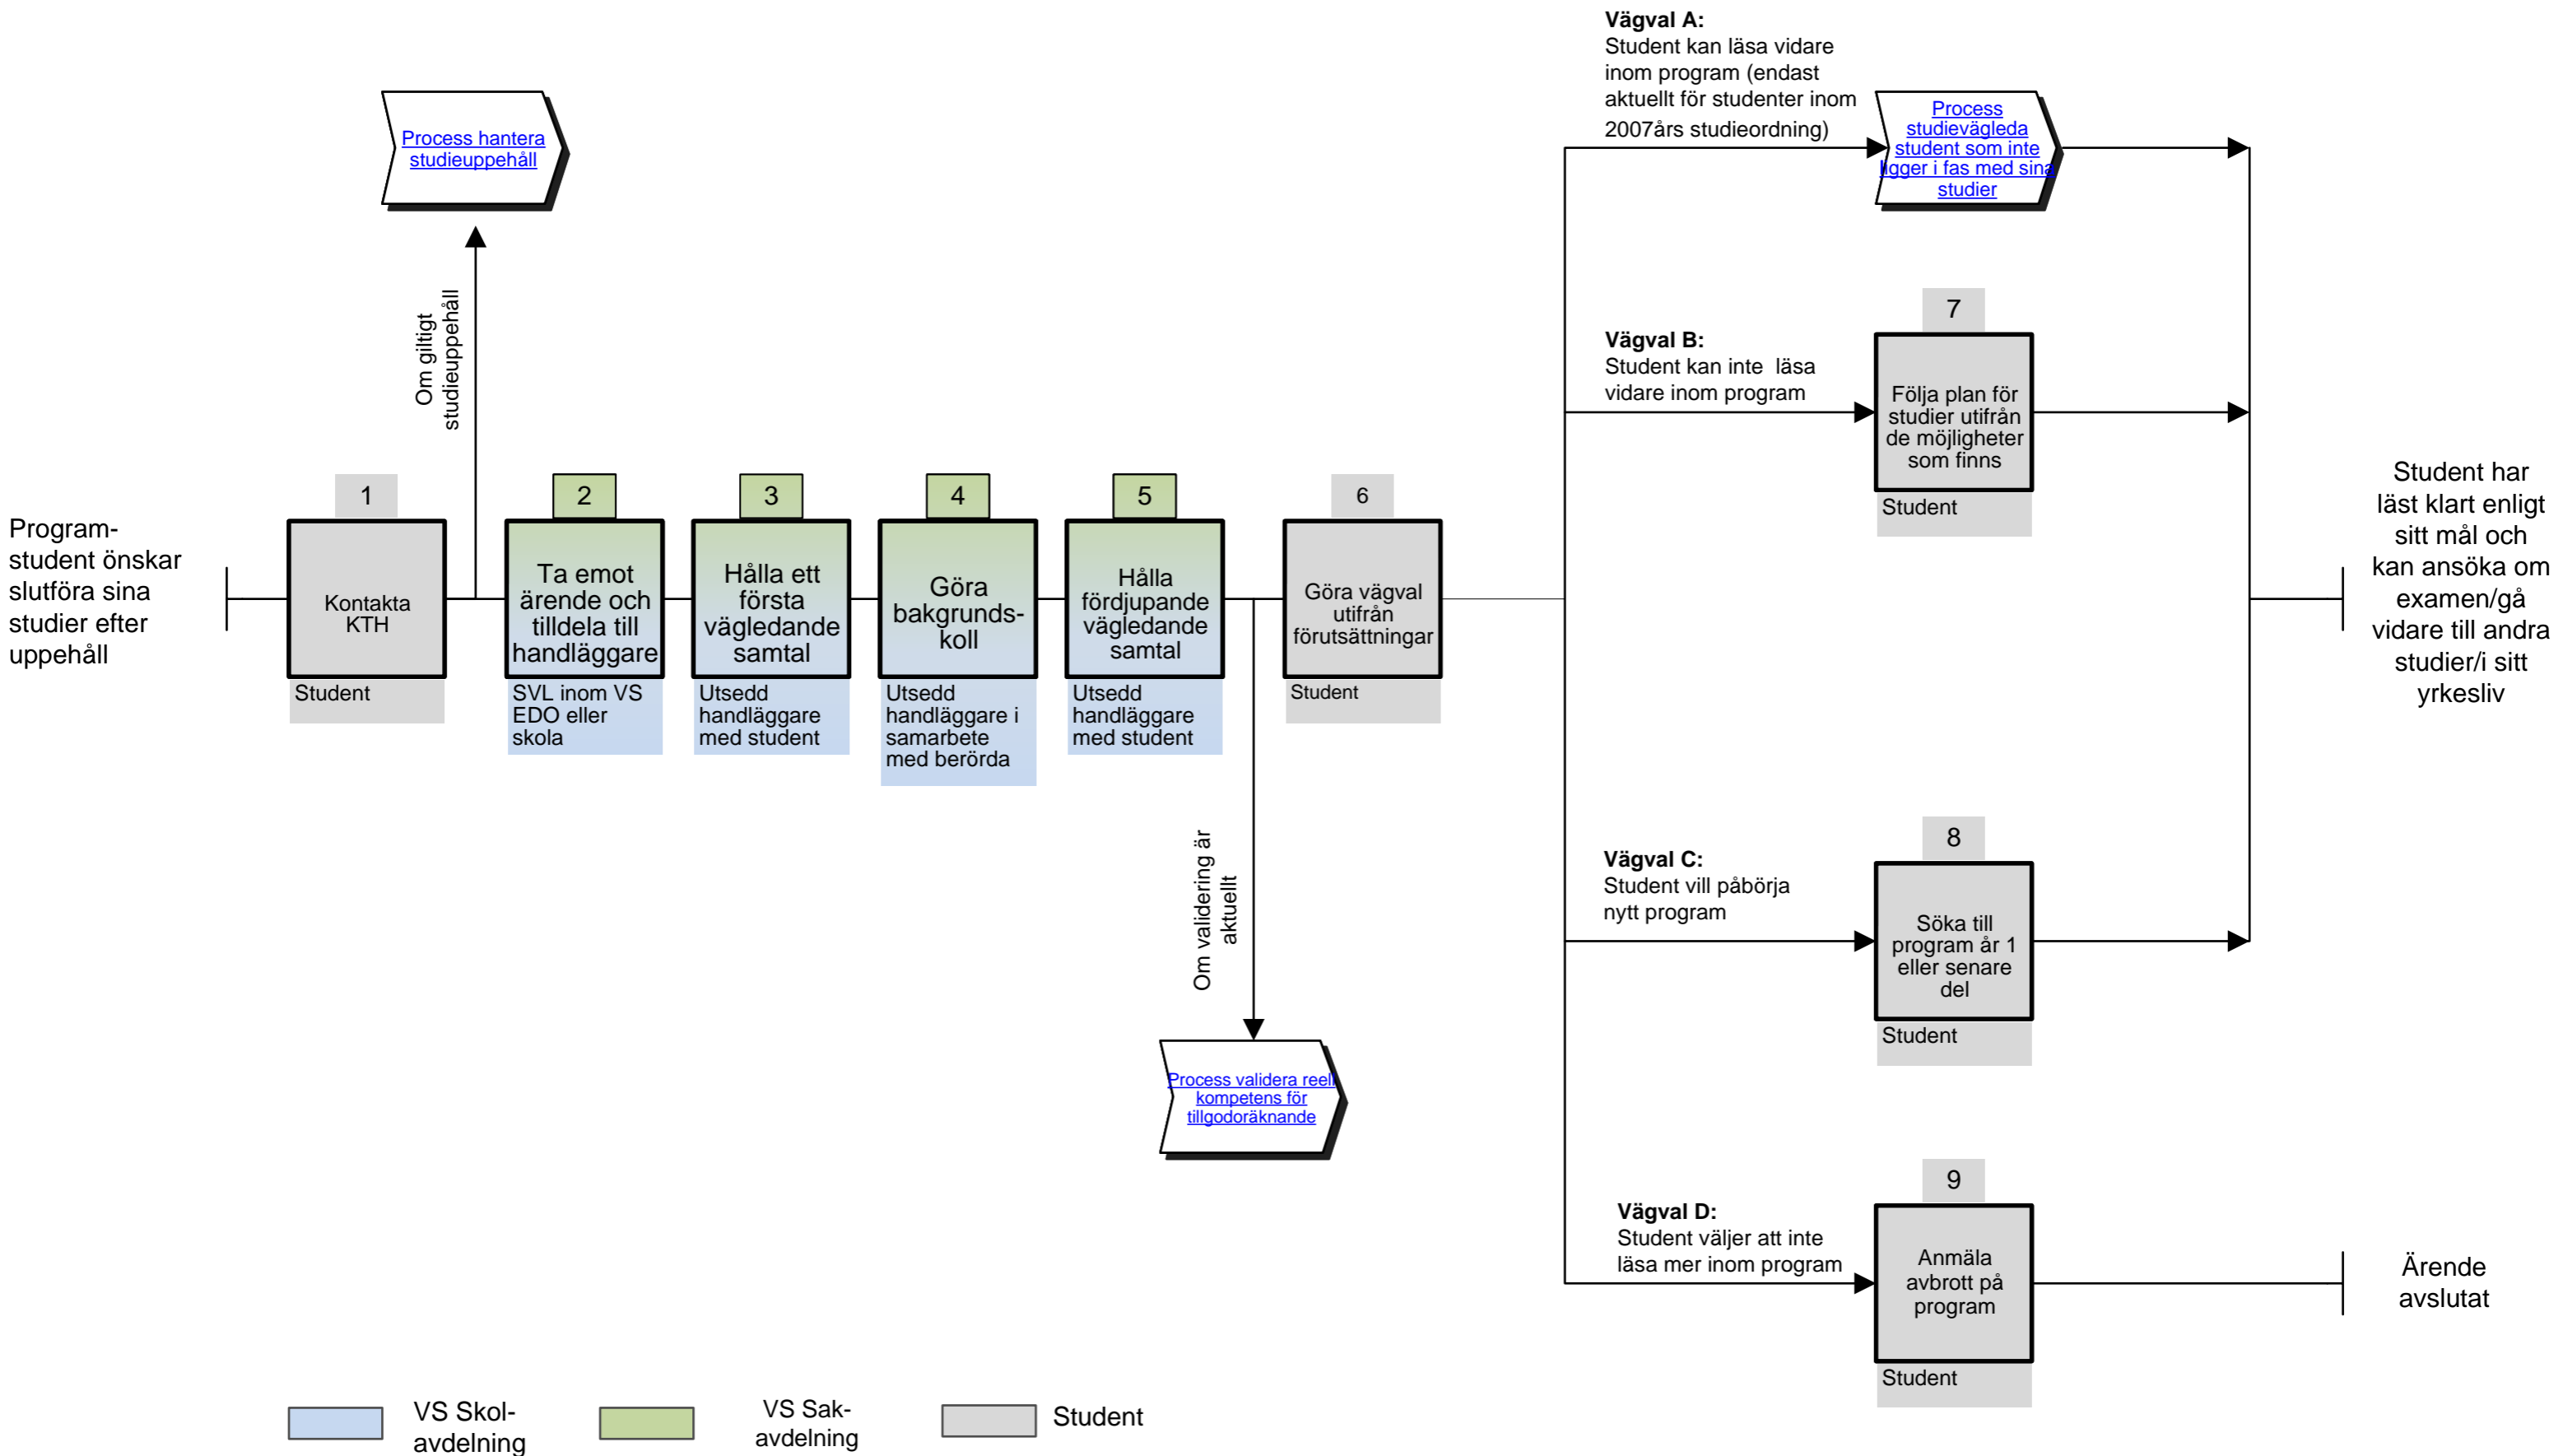 Vägval A:
Student kan läsa vidare
inom program (endast
aktuellt för studenter inom
2007års studieordning)
Process hantera
studieuppehåll
Process
studievägleda
student som inte
ligger i fas med sina
studier
Om giltigt
studieuppehåll
Program-
student önskar
slutföra sina
studier efter
uppehåll
1
Kontakta
KTH
Student
2
Ta emot
ärende och
tilldela till
handläggare
SVL inom VS
EDO eller
skola
3
Hålla ett
första
vägledande
samtal
Utsedd
handläggare
med student
4
Göra
bakgrunds-
koll
Utsedd
handläggare i
samarbete
med berörda
5
Hålla
fördjupande
vägledande
samtal
Utsedd
handläggare
med student
Om validering är
aktuellt
Process validera reell
kompetens för
tillgodoräknande
6
Göra vägval
utifrån
förutsättningar
Student
Vägval B:
Student kan inte  läsa
vidare inom program
7
Följa plan för
studier utifrån
de möjligheter
som finns
Student
Vägval C:
Student vill påbörja
nytt program
8
Söka till
program år 1
eller senare
del
Student
Vägval D:
Student väljer att inte
läsa mer inom program
9
Anmäla
avbrott på
program
Student
Student har
läst klart enligt
sitt mål och
kan ansöka om
examen/gå
vidare till andra
studier/i sitt
yrkesliv
Ärende
avslutat
VS Skol-
avdelning
VS Sak-
avdelning
Student